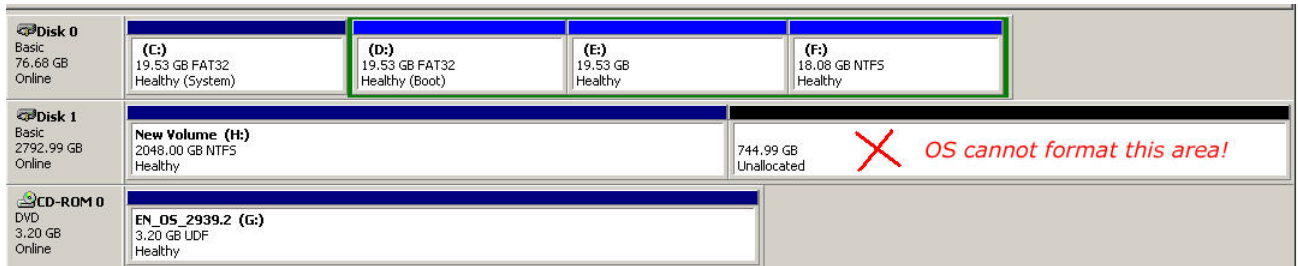 Disk 0
Basic
76.68 GB
Online
(C:)
19.53 GB FAT32
Healthy (System)
(D:)
19.53 GB FAT32
Healthy (Boot)
(E:)
19.53 GB
Healthy
(F:)
18.08 GB NTFS
Healthy
Disk 1
Basic
2792.99 GB
Online
New Volume (H:)
2048.00 GB NTFS
Healthy
744.99 GB
Unallocated
OS cannot format this area!
CD-ROM 0
DVD
3.20 GB
Online
EN_OS_2939.2 (G:)
3.20 GB UDF
Healthy